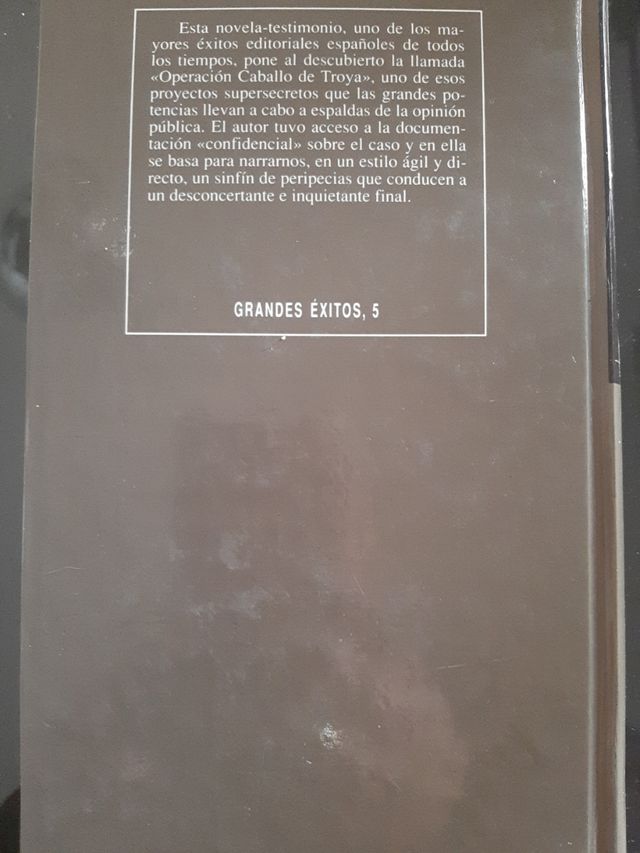 Esta novela-testimonio, uno de los ma-
yores éxitos editoriales españoles de todos
los tiempos, pone al descubierto la llamada
«Operación Caballo de Troya», uno de esos
proyectos supersecretos que las grandes po-
tencias llevan a cabo a espaldas de la opinión
pública. El autor tuvo acceso a la documen-
tación «confidencial» sobre el caso y en ella
se basa para narrarnos, en un estilo ágil y di-
recto, un sinfín de peripecias que conducen a
un desconcertante e inquietante final.
GRANDES ÉXITOS, 5